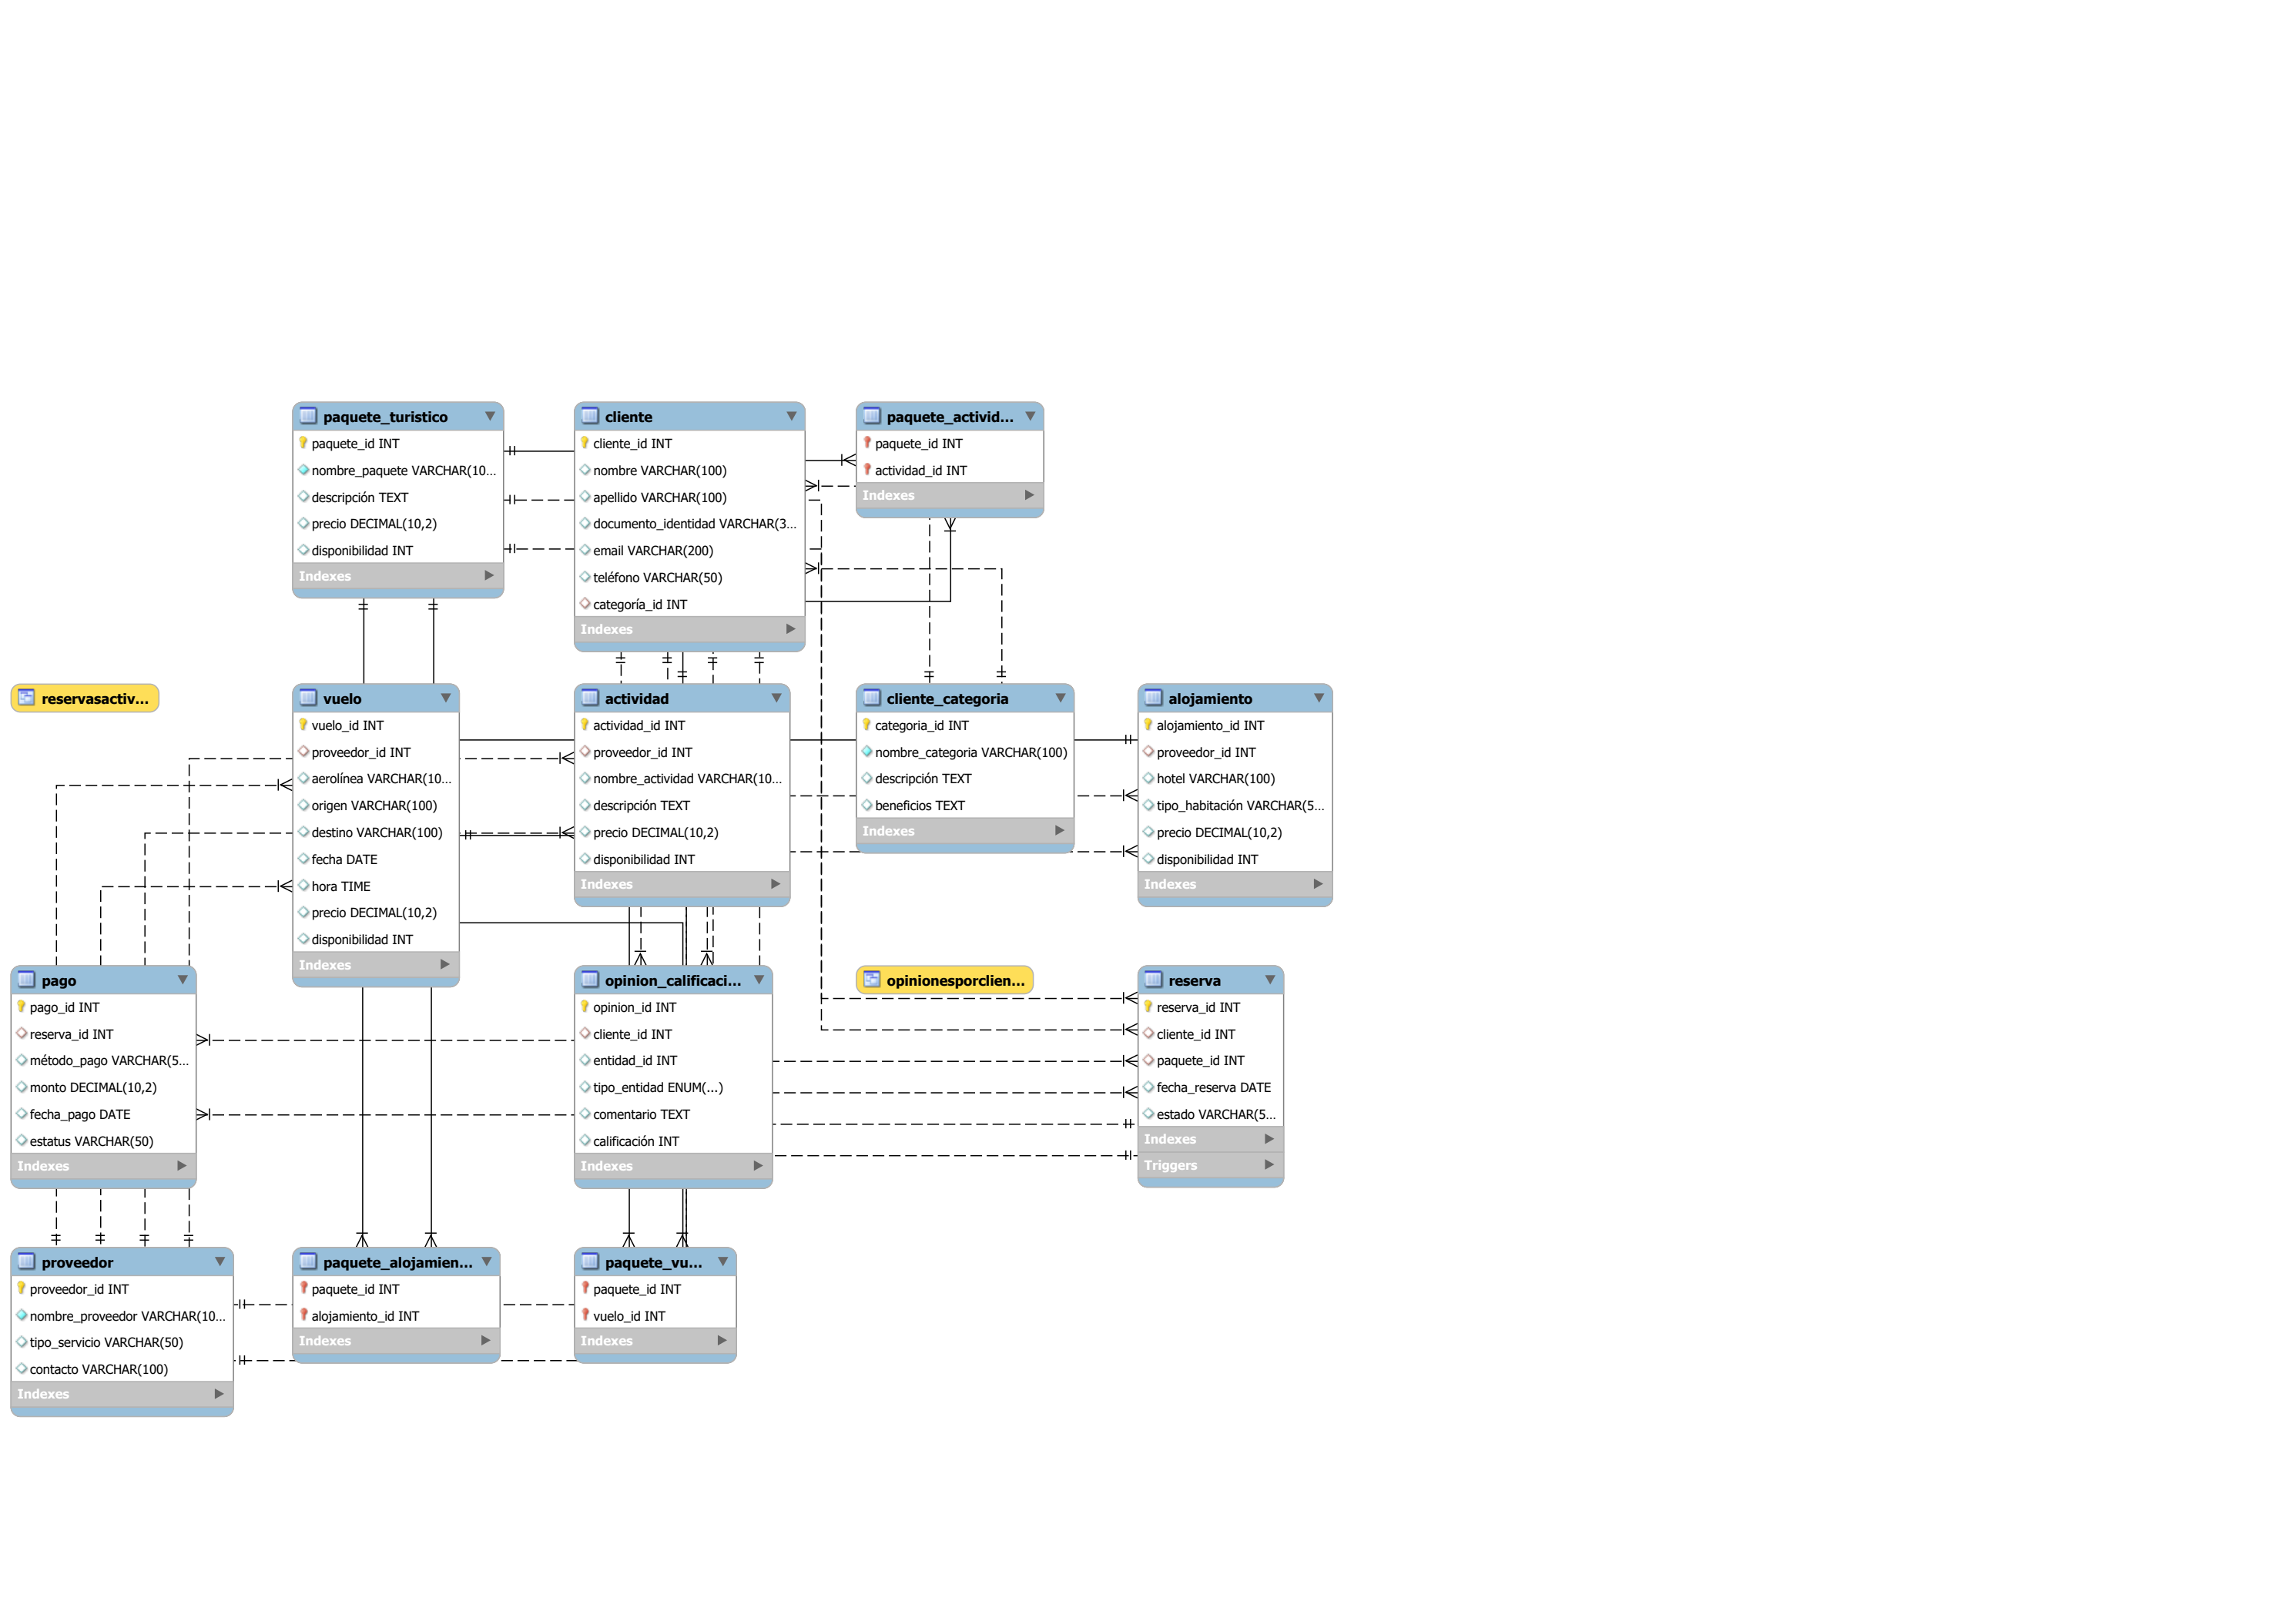 paquete_turistico
paquete_id INT
nombre_paquete VARCHAR(10...
descripción TEXT
precio DECIMAL(10,2)
disponibilidad INT
Indexes
cliente
cliente_id INT
nombre VARCHAR(100)
apellido VARCHAR(100)
documento_identidad VARCHAR(3...
email VARCHAR(200)
teléfono VARCHAR(50)
categoría_id INT
Indexes
paquete_activid...
paquete_id INT
actividad_id INT
Indexes
reservasactiv...
vuelo
vuelo_id INT
proveedor_id INT
aerolínea VARCHAR(10...
origen VARCHAR(100)
destino VARCHAR(100)
fecha DATE
hora TIME
precio DECIMAL(10,2)
disponibilidad INT
Indexes
actividad
actividad_id INT
proveedor_id INT
nombre_actividad VARCHAR(10...
descripción TEXT
precio DECIMAL(10,2)
disponibilidad INT
Indexes
cliente_categoria
categoria_id INT
nombre_categoria VARCHAR(100)
descripción TEXT
beneficios TEXT
Indexes
alojamiento
alojamiento_id INT
proveedor_id INT
hotel VARCHAR(100)
tipo_habitación VARCHAR(5...
precio DECIMAL(10,2)
disponibilidad INT
Indexes
pago
pago_id INT
reserva_id INT
método_pago VARCHAR(5...
monto DECIMAL(10,2)
fecha_pago DATE
estatus VARCHAR(50)
Indexes
opinion_calificaci...
opinion_id INT
cliente_id INT
entidad_id INT
tipo_entidad ENUM(...)
comentario TEXT
calificación INT
Indexes
opinionesporclien...
reserva
reserva_id INT
cliente_id INT
paquete_id INT
fecha_reserva DATE
estado VARCHAR(5...
Indexes
Triggers
proveedor
proveedor_id INT
nombre_proveedor VARCHAR(10...
tipo_servicio VARCHAR(50)
contacto VARCHAR(100)
Indexes
paquete_alojamien...
paquete_id INT
alojamiento_id INT
Indexes
paquete_vu...
paquete_id INT
vuelo_id INT
Indexes